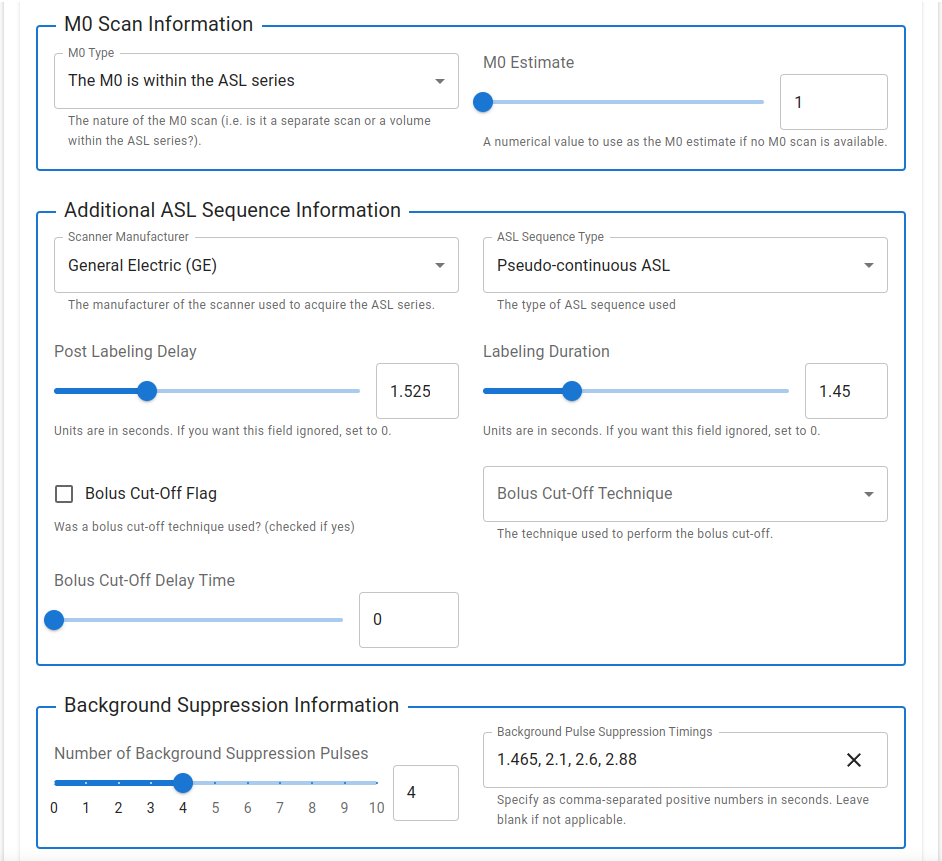 M0 Scan Information
M0 Type
The M0 is within the ASL series
The nature of the M0 scan (i.e. is it a separate scan or a volume
within the ASL series?).
M0 Estimate
1
A numerical value to use as the M0 estimate if no M0 scan is available.
Additional ASL Sequence Information
Scanner Manufacturer
General Electric (GE)
The manufacturer of the scanner used to acquire the ASL series.
ASL Sequence Type
Pseudo-continuous ASL
The type of ASL sequence used
Post Labeling Delay
1.525
Units are in seconds. If you want this field ignored, set to 0.
Labeling Duration
1.45
Units are in seconds. If you want this field ignored, set to 0.
Bolus Cut-Off Flag
Was a bolus cut-off technique used? (checked if yes)
Bolus Cut-Off Technique
The technique used to perform the bolus cut-off.
Bolus Cut-Off Delay Time
0
Background Suppression Information
Number of Background Suppression Pulses
0 1 2 3 4 5 6 7 8 9 10
4
Background Pulse Suppression Timings
1.465, 2.1, 2.6, 2.88
Specify as comma-separated positive numbers in seconds. Leave
blank if not applicable.